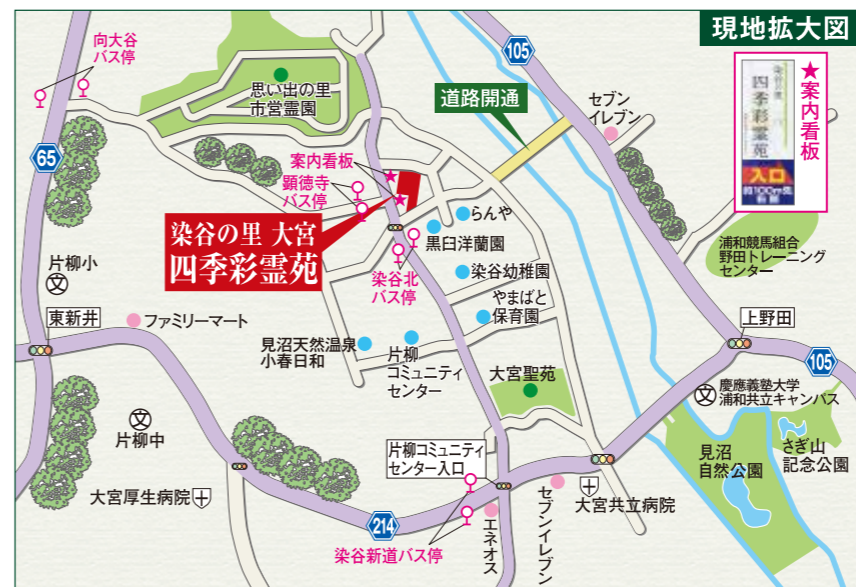 現地拡大図
向大谷
バス停
105
思い出の里
市営霊園
道路開通
セブン
イレブン
★案内看板
四季彩霊苑
入口
約100m先
65
案内看板
顕徳寺
バス停
らんや
染谷の里 大宮
四季彩霊苑
黒臼洋蘭園
染谷北
バス停
染谷幼稚園
浦和競馬組合
野田トレーニング
センター
片柳小
文
やまばと
保育園
東新井
ファミリーマート
上野田
見沼天然温泉
小春日和
片柳
コミュニティ
センター
大宮聖苑
105
文
慶應義塾大学
浦和共立キャンパス
文
片柳中
見沼
自然公園
さぎ山
記念公園
片柳コミュニティ
センター入口
大宮厚生病院
大宮共立病院
214
エネオス
セブンイレブン
染谷新道バス停